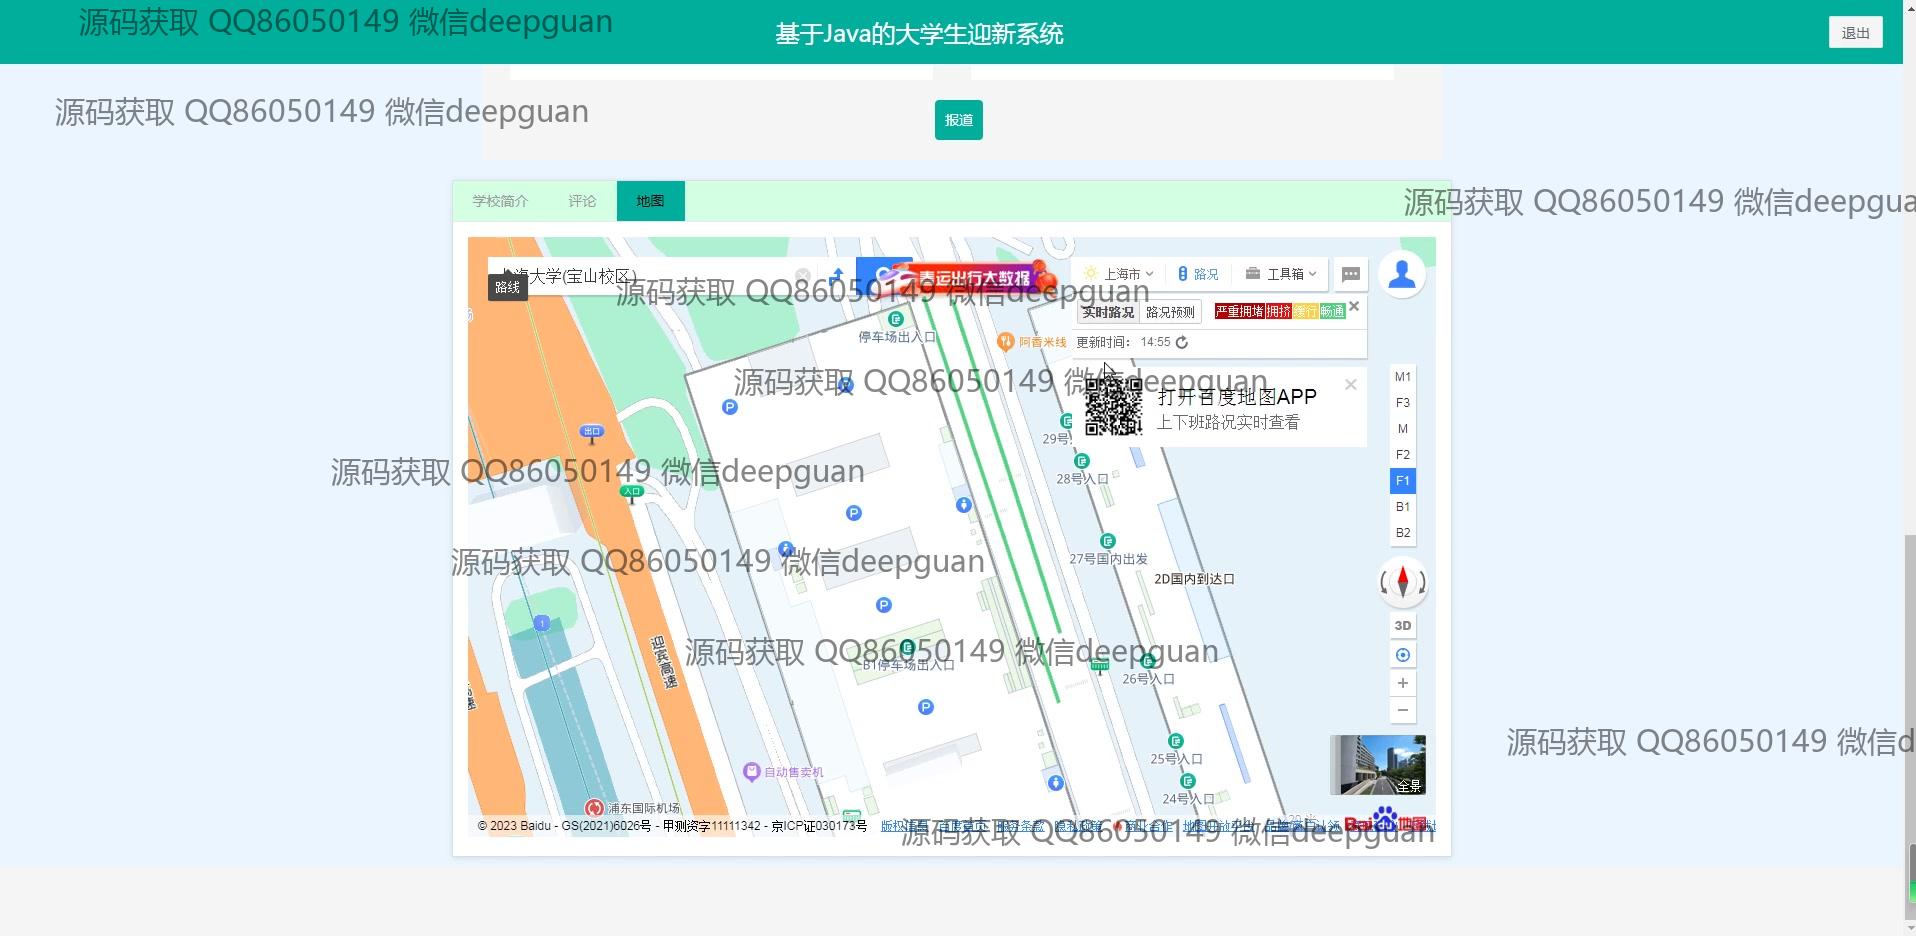 源码获取 QQ86050149 微信deepguan
基于Java的大学生迎新系统
退出
源码获取 QQ86050149 微信deepguan
报道
学校简介 评论 地图
源码获取 QQ86050149 微信deepgua
上海大学(宝山校区)
路线
春运出行大数据
上海市 路况 工具箱
源码获取 QQ86050149 微信deepguan
实时路况 路况预测 严重拥堵 拥挤 缓行 畅通
停车场出入口
阿香米线
更新时间： 14:55
源码获取 QQ86050149 微信deepguan
打开百度地图APP
上下班路况实时查看
M1
F3
M
F2
F1
B1
B2
出口
29号
源码获取 QQ86050149 微信deepguan
28号入口
入口
源码获取 QQ86050149 微信deepguan
27号国内出发
2D国内到达口
1
3D
迎宾高速
源码获取 QQ86050149 微信deepguan
B1停车场出入口
26号入口
源码获取 QQ86050149 微信d
25号入口
自动售卖机
全景
24号入口
浦东国际机场
© 2023 Baidu - GS(2021)6026号 - 甲测资字11111342 - 京ICP证030173号
源码获取 QQ86050149 微信deepguan
Bai 地图